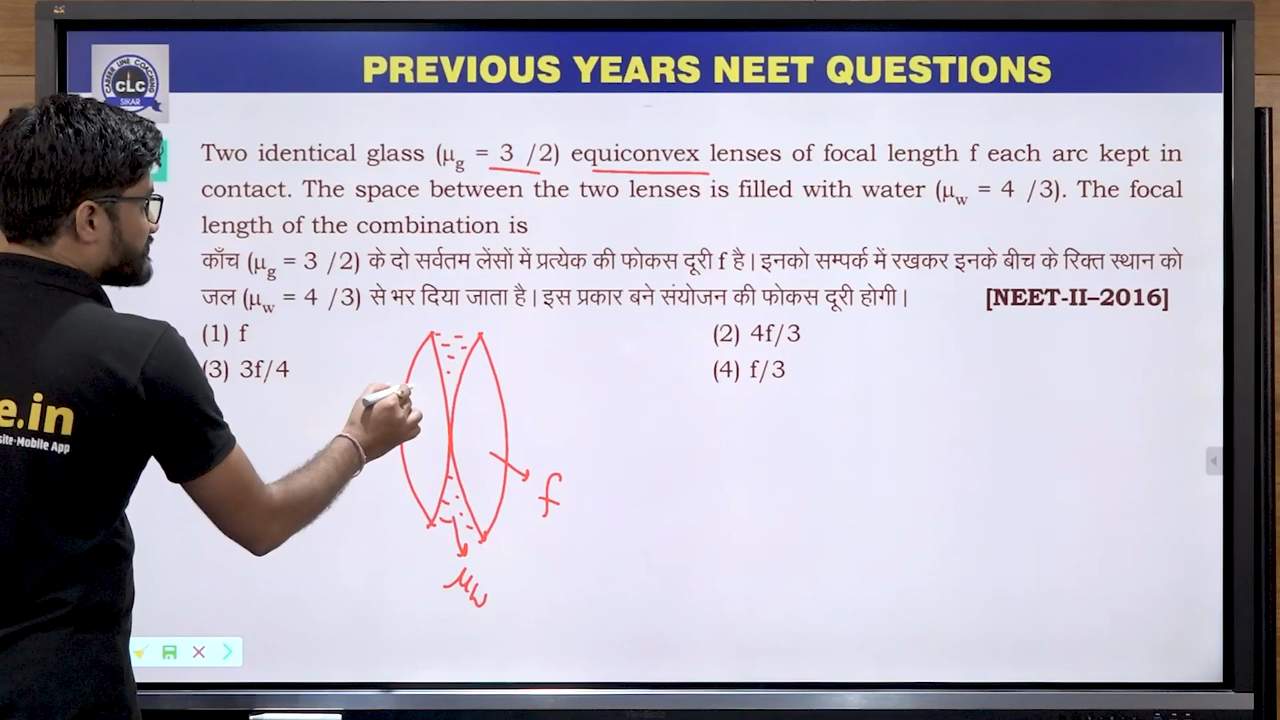 PREVIOUS YEARS NEET QUESTIONS
CAREER LINE COACHING
CLC
SIKAR
Two identical glass (μg = 3 /2) equiconvex lenses of focal length f each arc kept in
contact. The space between the two lenses is filled with water (μw = 4 /3). The focal
length of the combination is
काँच (μg = 3 /2) के दो सर्वतम लेंसों में प्रत्येक की फोकस दूरी f है। इनको सम्पर्क में रखकर इनके बीच के रिक्त स्थान को
जल (μw = 4 /3) से भर दिया जाता है। इस प्रकार बने संयोजन की फोकस दूरी होगी। [NEET-II–2016]
(1) f (2) 4f/3
(3) 3f/4 (4) f/3
f
μw
e.in
site-Mobile App